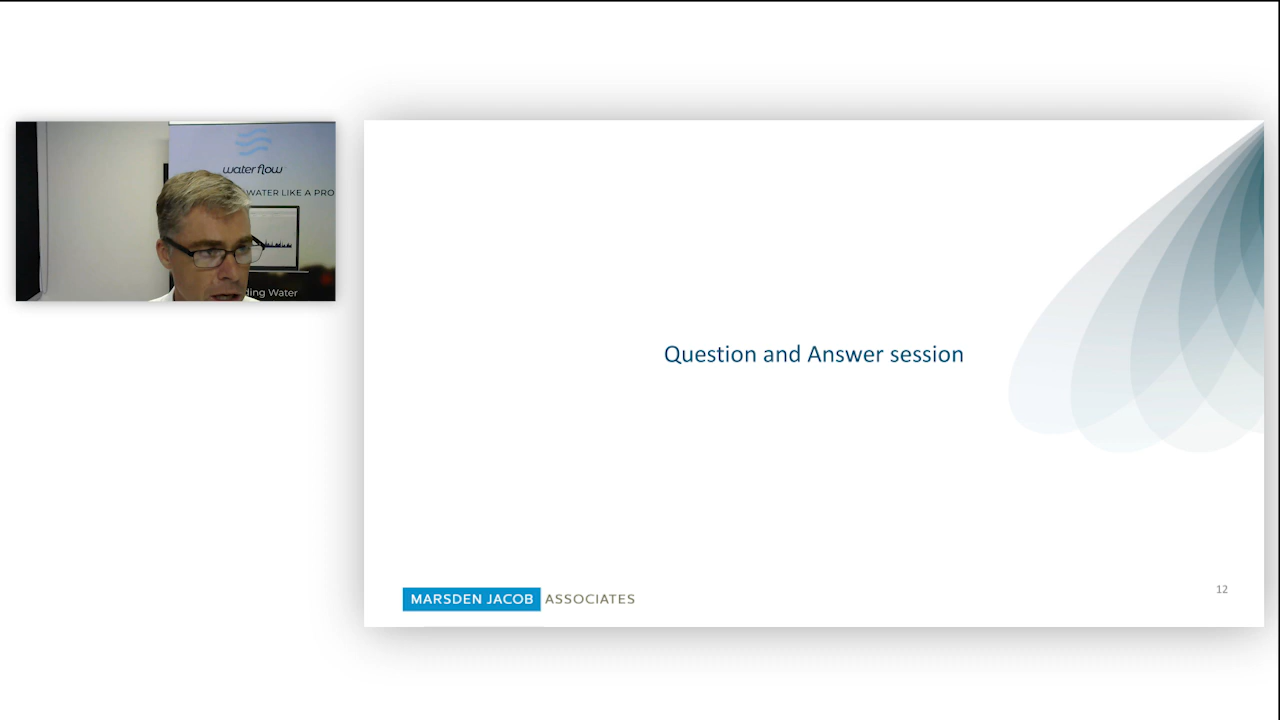 water flow
WATER LIKE A PRO
ding Water
Question and Answer session
MARSDEN JACOB ASSOCIATES
12